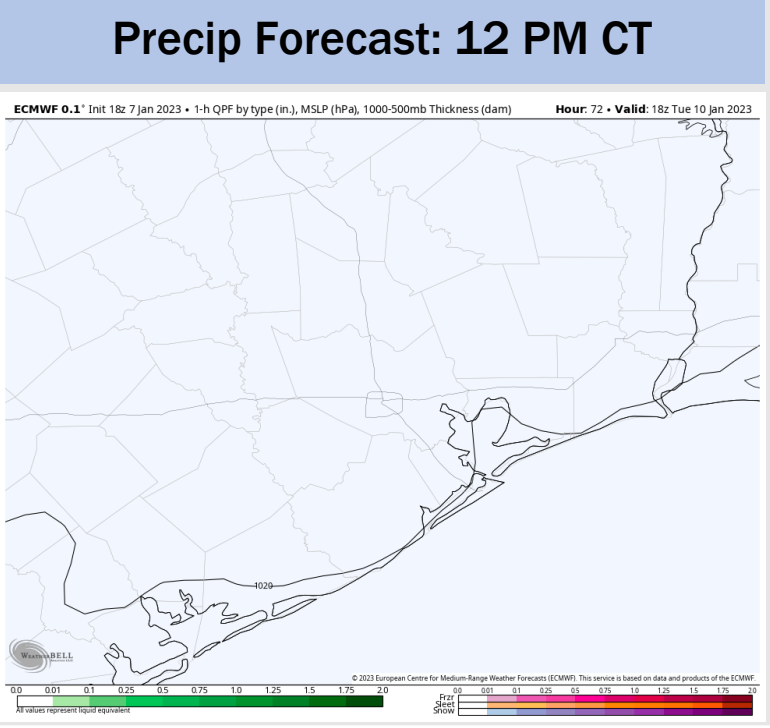 Precip Forecast: 12 PM CT
ECMWF 0.1° Init 18z 7 Jan 2023 • 1-h QPF by type (in.), MSLP (hPa), 1000-500mb Thickness (dam) Hour: 72 • Valid: 18z Tue 10 Jan 2023
1020
WEATHERBELL
© 2023 European Centre for Medium-Range Weather Forecasts (ECMWF). This service is based on data and products of the ECMWF.
0.0 0.01 0.1 0.25 0.5 0.75 1.0 1.25 1.5 1.75 2.0
All values represent liquid equivalent
0.0 0.01 0.1 0.25 0.5 0.75 1.0 1.25 1.5 1.75 2.0
Frzr
Sleet
Snow